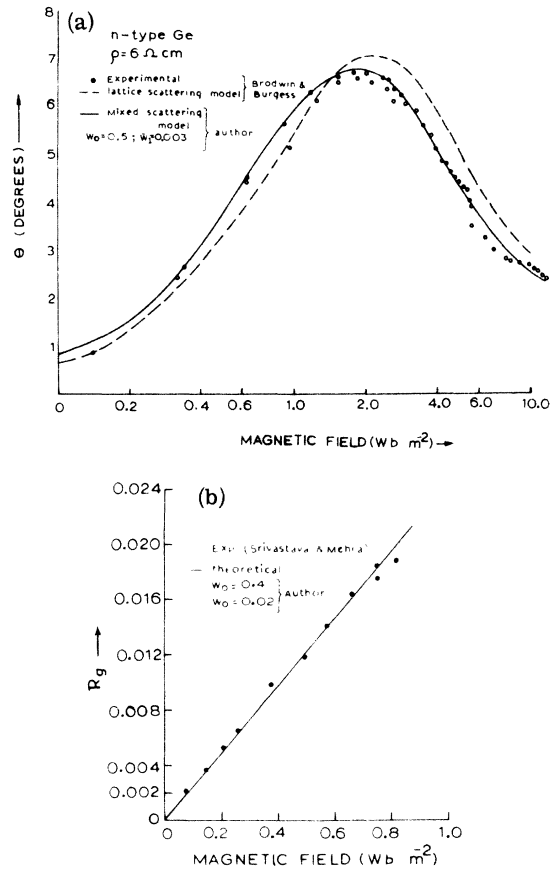 (a)
n-type Ge
ρ=6 Ω cm
Experimental
lattice scattering model
Brodwin &
Burgess
Mixed scattering
model
W₀=0.5 ; W₁=0.003
author
θ (DEGREES)
8
7
6
5
4
3
2
1
0 0.2 0.4 0.6 1.0 2.0 4.0 6.0 10.0
MAGNETIC FIELD (Wb m⁻²)
(b)
0.024
0.020
0.016
0.012
0.008
0.004
0.002
0
Exp. (Srivastava & Mehra)
Theoretical
W₀ = 0.4
W₀ = 0.02
Author
Rg
0 0.2 0.4 0.6 0.8 1.0
MAGNETIC FIELD (Wb m⁻²)